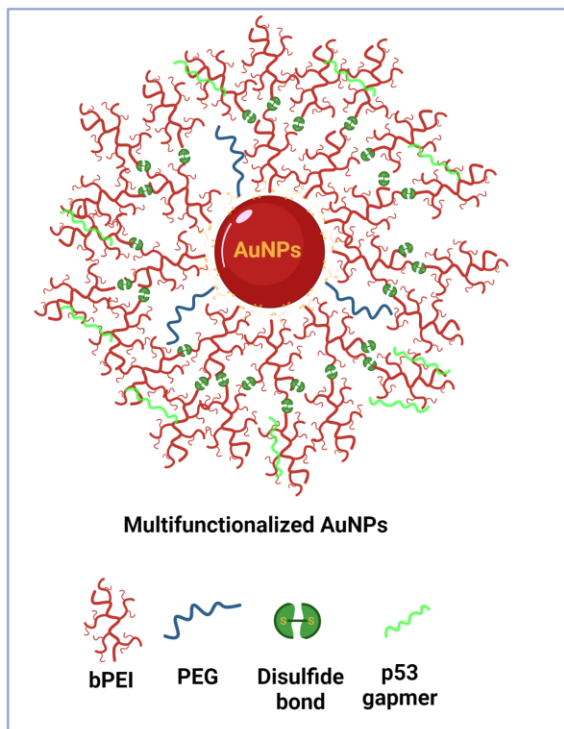 AuNPs
Multifunctionalized AuNPs
S S
bPEI
PEG
Disulfide
bond
p53
gapmer